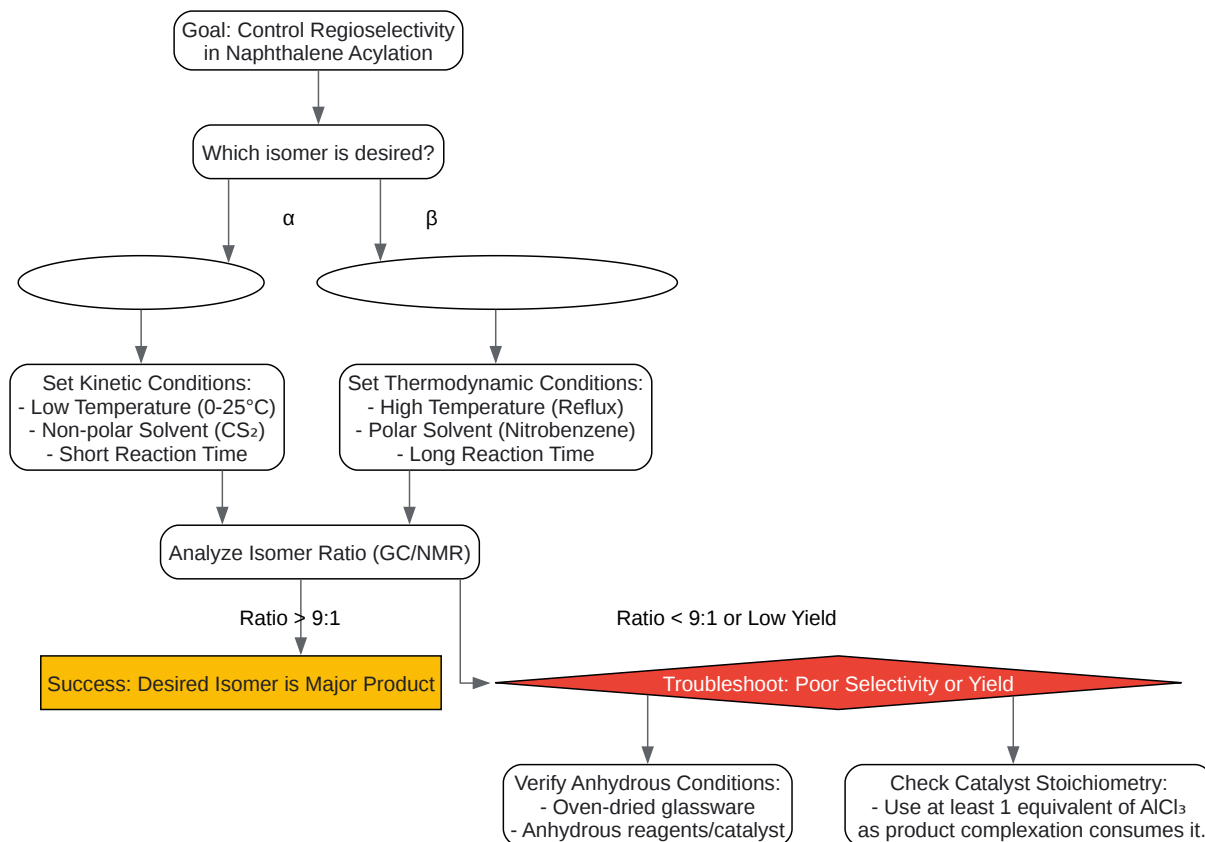 Goal: Control Regioselectivity
in Naphthalene Acylation
Which isomer is desired?
α
β
Set Kinetic Conditions:
- Low Temperature (0-25°C)
- Non-polar Solvent (CS₂)
- Short Reaction Time
Set Thermodynamic Conditions:
- High Temperature (Reflux)
- Polar Solvent (Nitrobenzene)
- Long Reaction Time
Analyze Isomer Ratio (GC/NMR)
Ratio > 9:1
Ratio < 9:1 or Low Yield
Success: Desired Isomer is Major Product
Troubleshoot: Poor Selectivity or Yield
Verify Anhydrous Conditions:
- Oven-dried glassware
- Anhydrous reagents/catalyst
Check Catalyst Stoichiometry:
- Use at least 1 equivalent of AlCl₃
as product complexation consumes it.